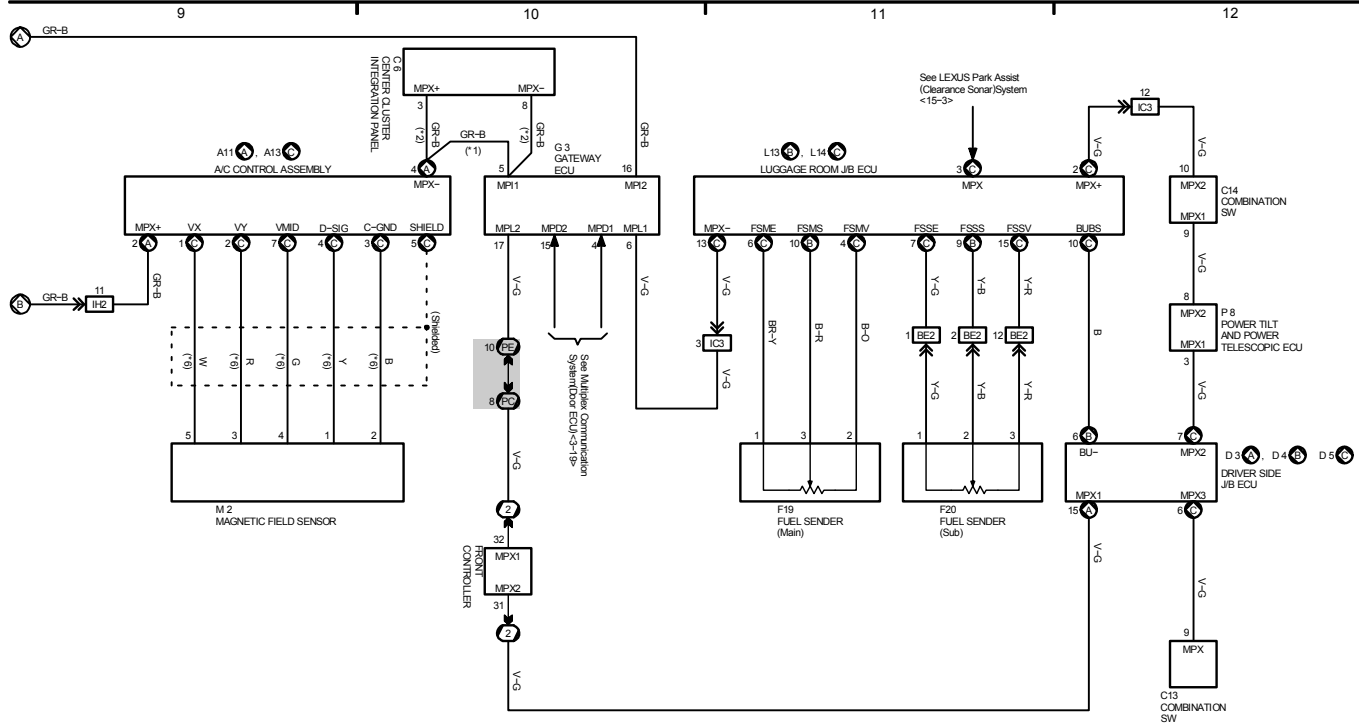 9
10
11
12
A
GR-B
C 6
CENTER CLUSTER
INTEGRATION PANEL
MPX+
MPX-
3
8
GR-B
(*2)
GR-B
(*1)
GR-B
(*2)
GR-B
See LEXUS Park Assist
(Clearance Sonar)System
<15-3>
12
IC3
V-G
V-G
A11 A , A13 C
A/C CONTROL ASSEMBLY
4 A
MPX-
G 3
GATEWAY
ECU
5
16
MPI1
MPI2
L13 B , L14 C
LUGGAGE ROOM J/B ECU
3 C
MPX
2 C
MPX+
10
MPX2
C14
COMBINATION
SW
MPX1
9
MPX+
VX
VY
VMID
D-SIG
C-GND
SHIELD
2 A
1 C
2 C
7 C
4 C
3 C
5 C
MPL2
MPD2
MPD1
MPL1
17
15
4
6
MPX-
FSME
FSMS
FSMV
FSSE
FSSS
FSSV
BUBS
13 C
6 C
10 B
4 C
7 C
9 B
15 C
10 C
B
GR-B
11
IH2
GR-B
(Shielded)
V-G
V-G
V-G
Y-G
Y-B
Y-R
V-G
8
MPX2
P 8
POWER TILT
AND POWER
TELESCOPIC ECU
MPX1
3
(*6)
W
(*6)
R
(*6)
G
(*6)
Y
(*6)
B
10 PE
8 PC
See Multiplex Communication
System(Door ECU)<3-19>
3
IC3
V-G
BR-Y
B-R
B-O
1 BE2
2 BE2
12 BE2
Y-G
Y-B
Y-R
B
V-G
5
3
4
1
2
M 2
MAGNETIC FIELD SENSOR
V-G
1
3
2
F19
FUEL SENDER
(Main)
1
2
3
F20
FUEL SENDER
(Sub)
6 B
7 C
BU-
MPX2
D 3 A , D 4 B D 5 C
DRIVER SIDE
J/B ECU
MPX1
MPX3
15 A
6 C
2
32
MPX1
FRONT
CONTROLLER
MPX2
31
2
V-G
V-G
V-G
9
MPX
C13
COMBINATION
SW